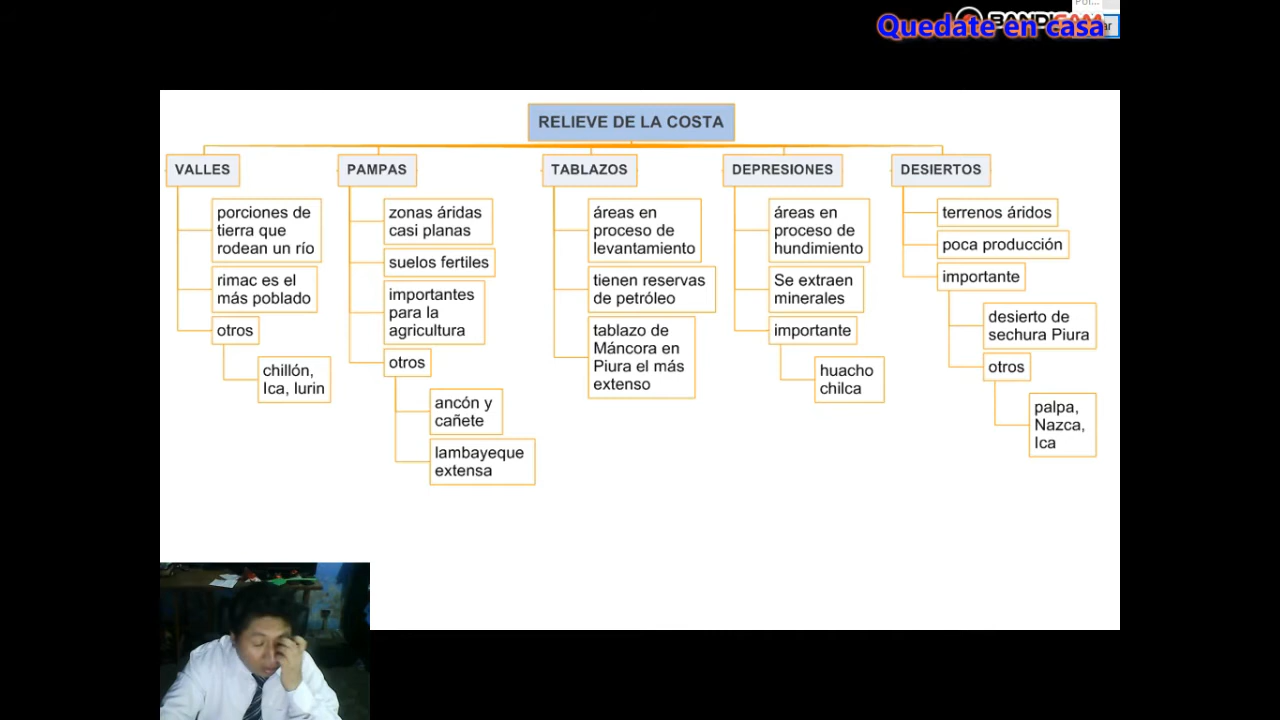 Por...
BANDICAM
Quedate en casa
ar
RELIEVE DE LA COSTA
VALLES
porciones de
tierra que
rodean un río
rimac es el
más poblado
otros
chillón,
Ica, lurin
PAMPAS
zonas áridas
casi planas
suelos fertiles
importantes
para la
agricultura
otros
ancón y
cañete
lambayeque
extensa
TABLAZOS
áreas en
proceso de
levantamiento
tienen reservas
de petróleo
tablazo de
Máncora en
Piura el más
extenso
DEPRESIONES
áreas en
proceso de
hundimiento
Se extraen
minerales
importante
huacho
chilca
DESIERTOS
terrenos áridos
poca producción
importante
desierto de
sechura Piura
otros
palpa,
Nazca,
Ica